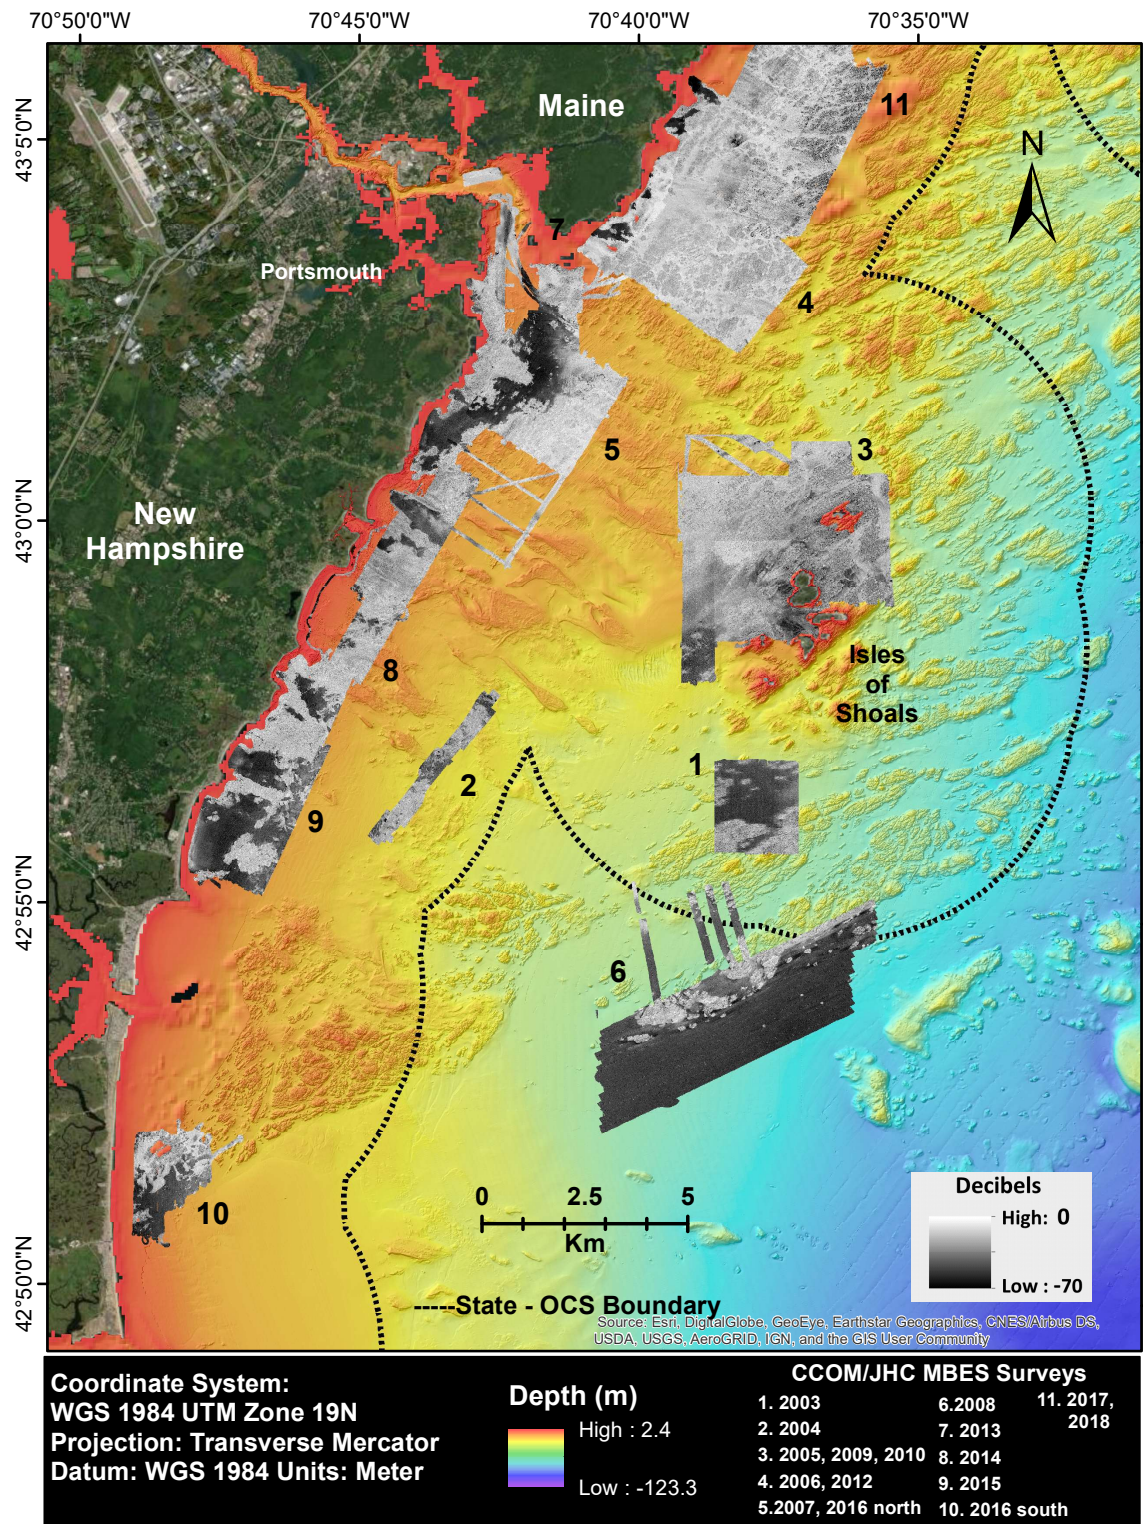 70°50'0"W 70°45'0"W 70°40'0"W 70°35'0"W
Maine
11
43°5'0"N
N
7
Portsmouth
4
5
3
43°0'0"N
New
Hampshire
8
Isles
of
Shoals
1
2
9
42°55'0"N
6
10
0 2.5 5
Km
Decibels
High: 0
Low : -70
42°50'0"N
-----State - OCS Boundary
Source: Esri, DigitalGlobe, GeoEye, Earthstar Geographics, CNES/Airbus DS,
USDA, USGS, AeroGRID, IGN, and the GIS User Community
Coordinate System:
WGS 1984 UTM Zone 19N
Projection: Transverse Mercator
Datum: WGS 1984 Units: Meter
Depth (m)
High : 2.4
Low : -123.3
CCOM/JHC MBES Surveys
1. 2003
2. 2004
3. 2005, 2009, 2010
4. 2006, 2012
5.2007, 2016 north
6.2008
7. 2013
8. 2014
9. 2015
10. 2016 south
11. 2017,
2018